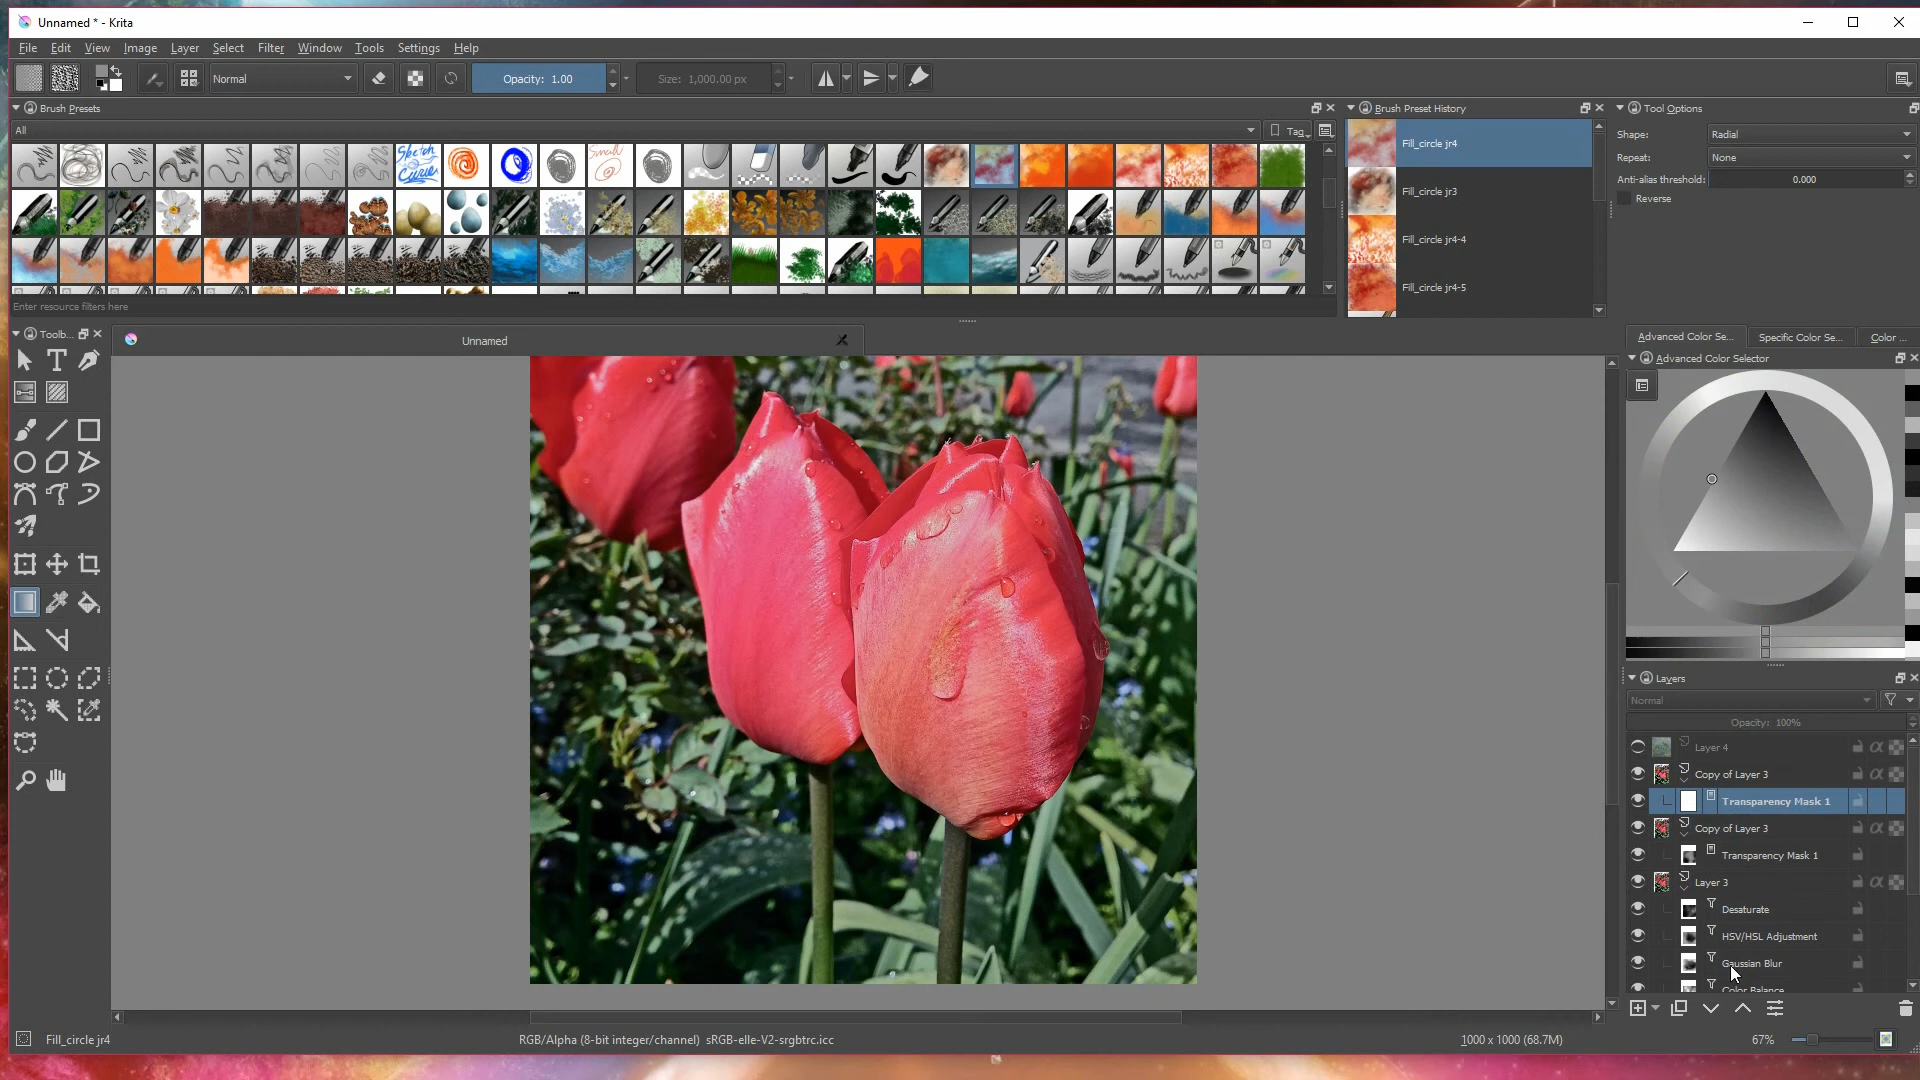 Unnamed * - Krita
File Edit View Image Layer Select Filter Window Tools Settings Help
Normal
Opacity: 1.00
Size: 1,000.00 px
Brush Presets
All
Tag
Sketch Curve
Small
Enter resource filters here
Brush Preset History
Fill_circle jr4
Fill_circle jr3
Fill_circle jr4-4
Fill_circle jr4-5
Tool Options
Shape: Radial
Repeat: None
Anti-alias threshold: 0.000
Reverse
Toolb...
Unnamed
Advanced Color Se... Specific Color Se... Color ...
Advanced Color Selector
Layers
Normal
Opacity: 100%
Layer 4
Copy of Layer 3
Transparency Mask 1
Copy of Layer 3
Transparency Mask 1
Layer 3
Desaturate
HSV/HSL Adjustment
Gaussian Blur
Color Balance
Fill_circle jr4
RGB/Alpha (8-bit integer/channel) sRGB-elle-V2-srgbtrc.icc
1000 x 1000 (68.7M)
67%